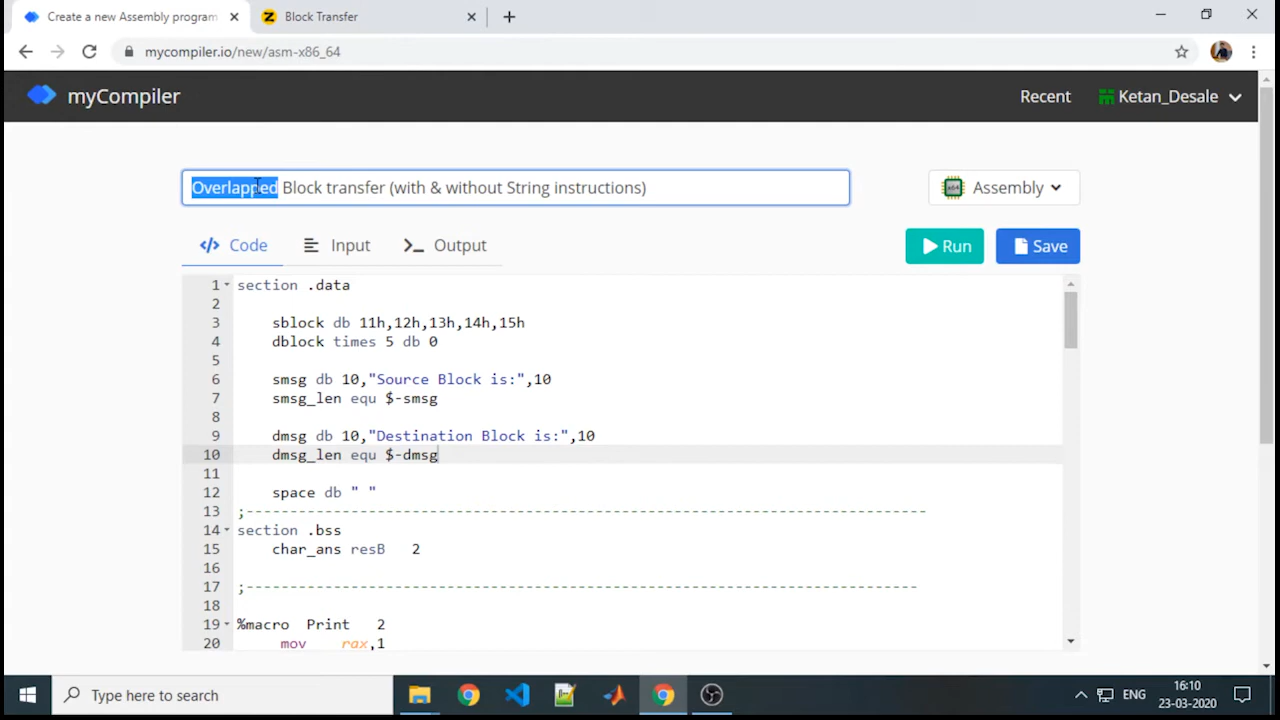 Create a new Assembly program
Block Transfer
mycompiler.io/new/asm-x86_64
myCompiler
Recent
Ketan_Desale
Overlapped Block transfer (with & without String instructions)
Assembly
Code
Input
Output
Run
Save
1 section .data
2
3 sblock db 11h,12h,13h,14h,15h
4 dblock times 5 db 0
5
6 smsg db 10,"Source Block is:",10
7 smsg_len equ $-smsg
8
9 dmsg db 10,"Destination Block is:",10
10 dmsg_len equ $-dmsg
11
12 space db " "
13 ;-----------------------------------------------------------------------------
14 section .bss
15 char_ans resB 2
16
17 ;----------------------------------------------------------------------------
18
19 %macro Print 2
20 mov rax,1
Type here to search
ENG
16:10
23-03-2020